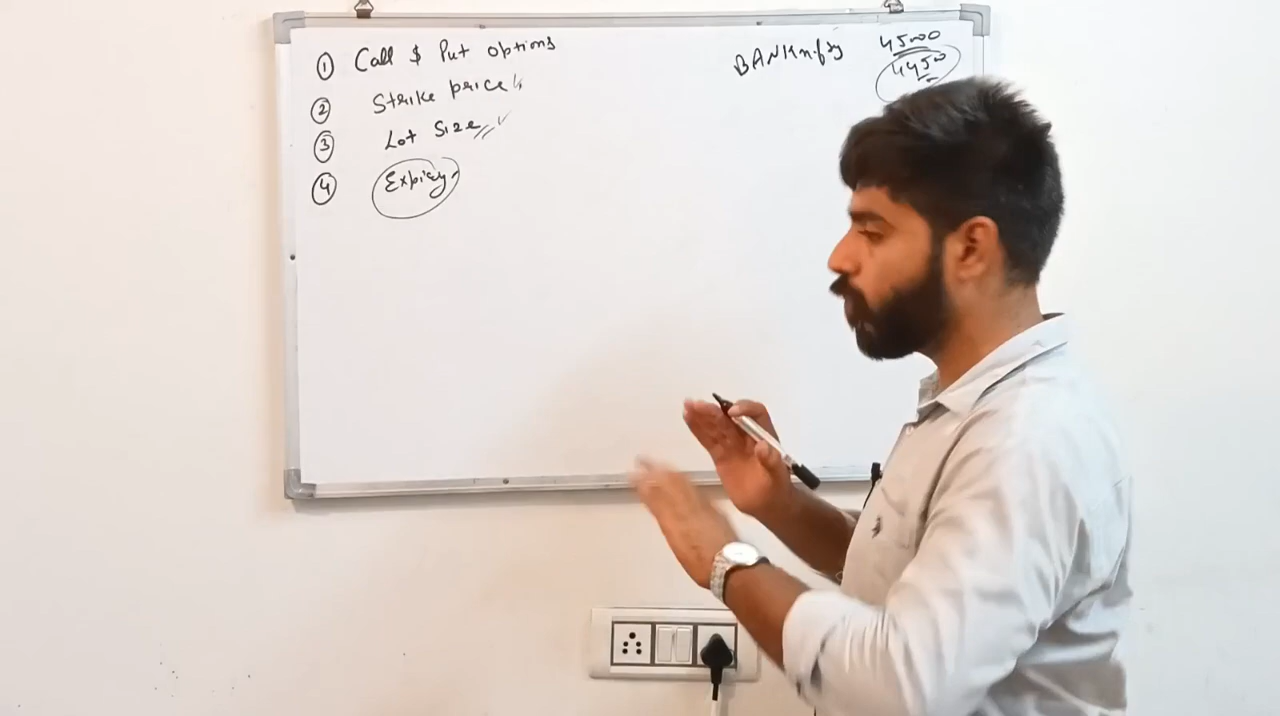 ① Call $ Put options
② Strike price
③ Lot Size
④ Expiry
BANKnifty 45000
4450